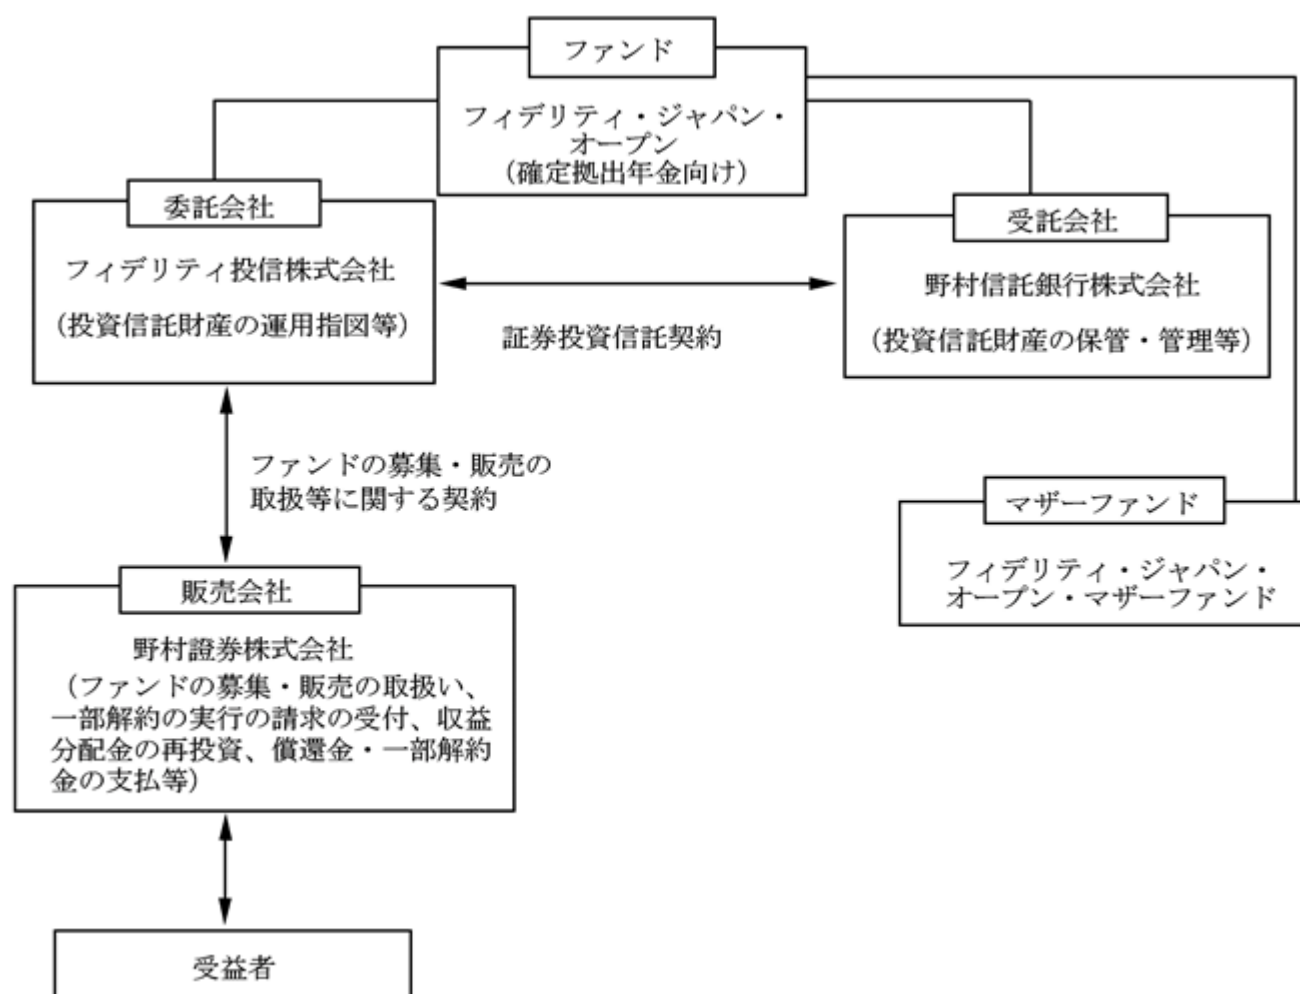 ファンド
フィデリティ・ジャパン・
オープン
（確定拠出年金向け）
委託会社
フィデリティ投信株式会社
（投資信託財産の運用指図等）
証券投資信託契約
受託会社
野村信託銀行株式会社
（投資信託財産の保管・管理等）
ファンドの募集・販売の
取扱等に関する契約
マザーファンド
フィデリティ・ジャパン・
オープン・マザーファンド
販売会社
野村證券株式会社
（ファンドの募集・販売の取扱い、
一部解約の実行の請求の受付、収益
分配金の再投資、償還金・一部解約
金の支払等）
受益者